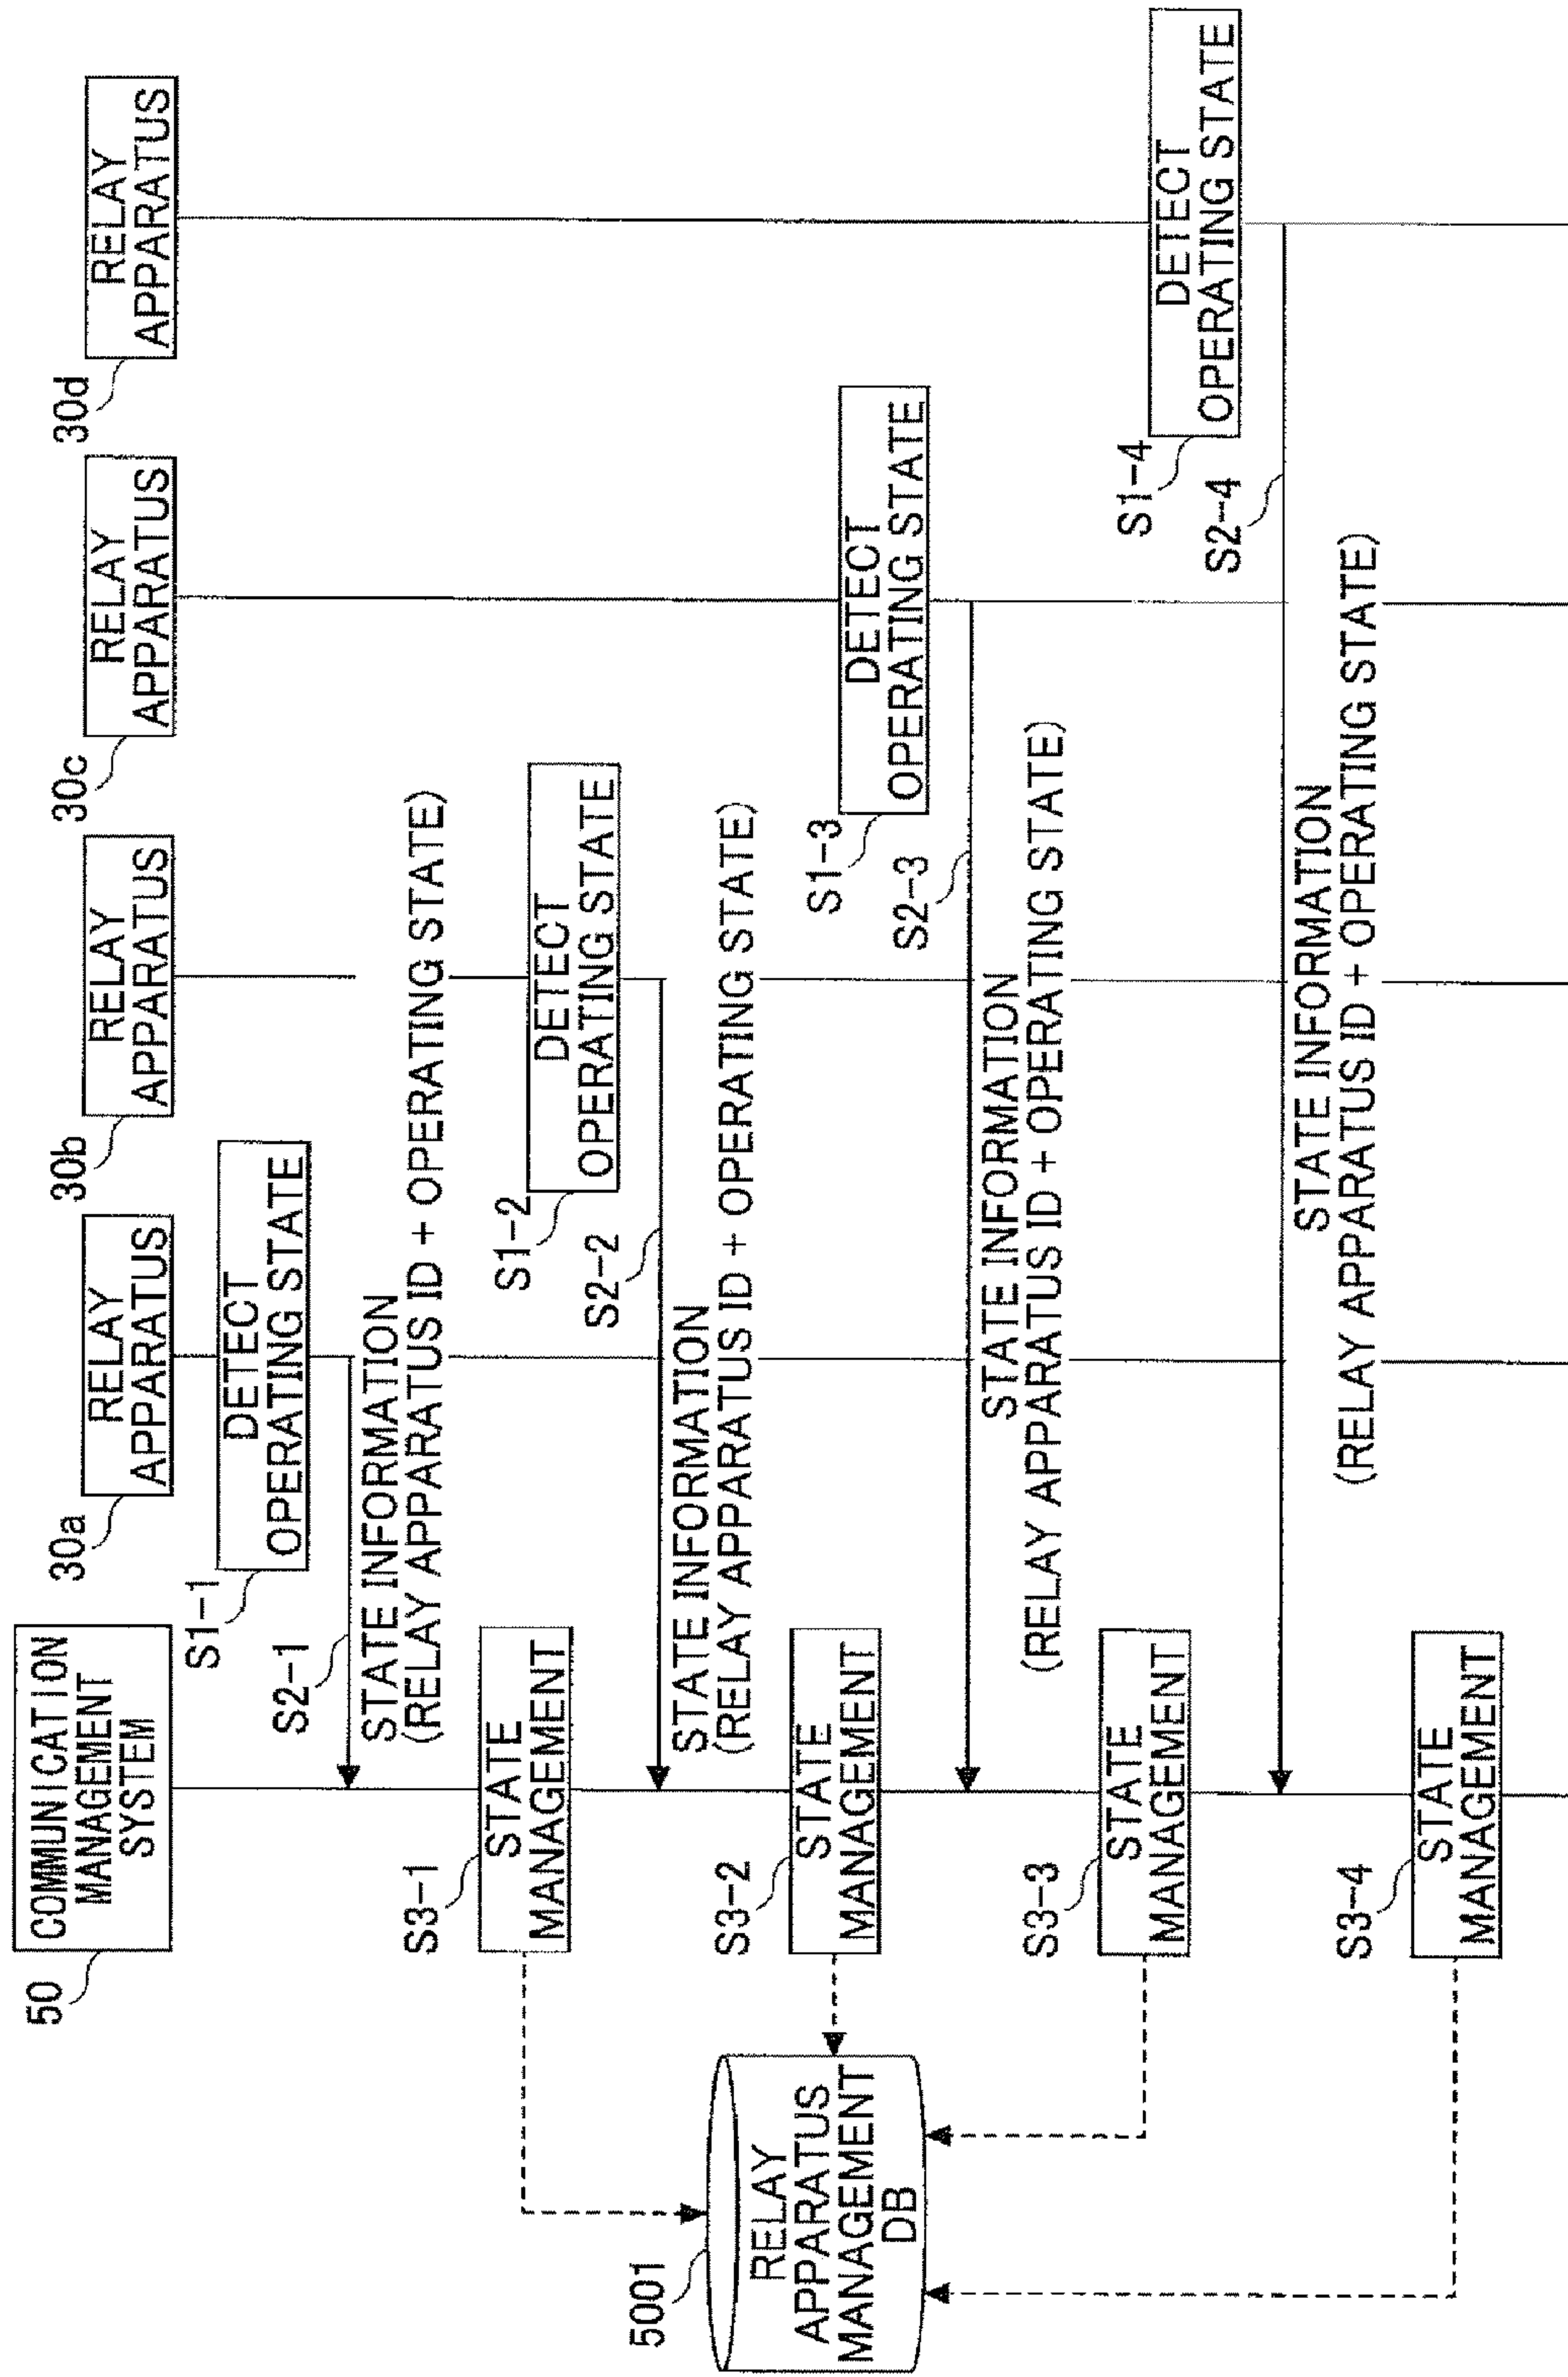 50
COMMUNICATION
MANAGEMENT
SYSTEM
30a
RELAY
APPARATUS
30b
RELAY
APPARATUS
30c
RELAY
APPARATUS
30d
RELAY
APPARATUS
S1-1
DETECT
OPERATING STATE
S2-1
STATE INFORMATION
(RELAY APPARATUS ID + OPERATING STATE)
S3-1
STATE
MANAGEMENT
S1-2
DETECT
OPERATING STATE
S2-2
STATE INFORMATION
(RELAY APPARATUS ID + OPERATING STATE)
5001
RELAY
APPARATUS
MANAGEMENT
DB
S3-2
STATE
MANAGEMENT
S1-3
DETECT
OPERATING STATE
S2-3
STATE INFORMATION
(RELAY APPARATUS ID + OPERATING STATE)
S3-3
STATE
MANAGEMENT
S1-4
DETECT
OPERATING STATE
S2-4
STATE INFORMATION
(RELAY APPARATUS ID + OPERATING STATE)
S3-4
STATE
MANAGEMENT